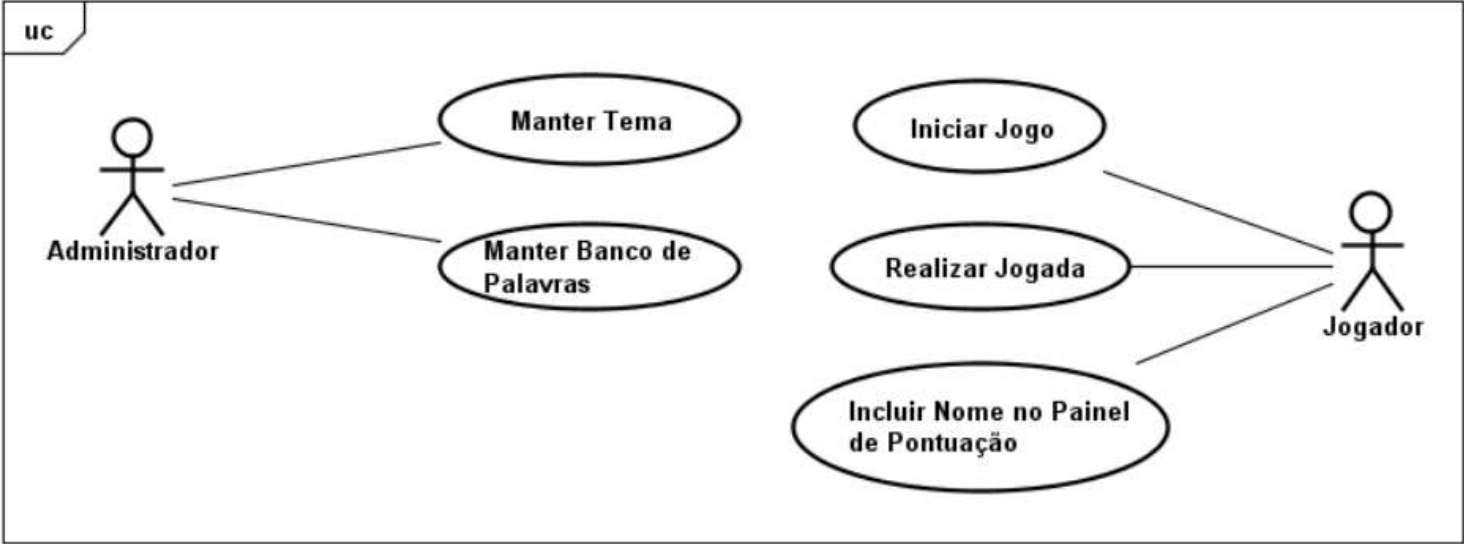 uc
Manter Tema
Iniciar Jogo
Administrador
Manter Banco de
Palavras
Realizar Jogada
Jogador
Incluir Nome no Painel
de Pontuação